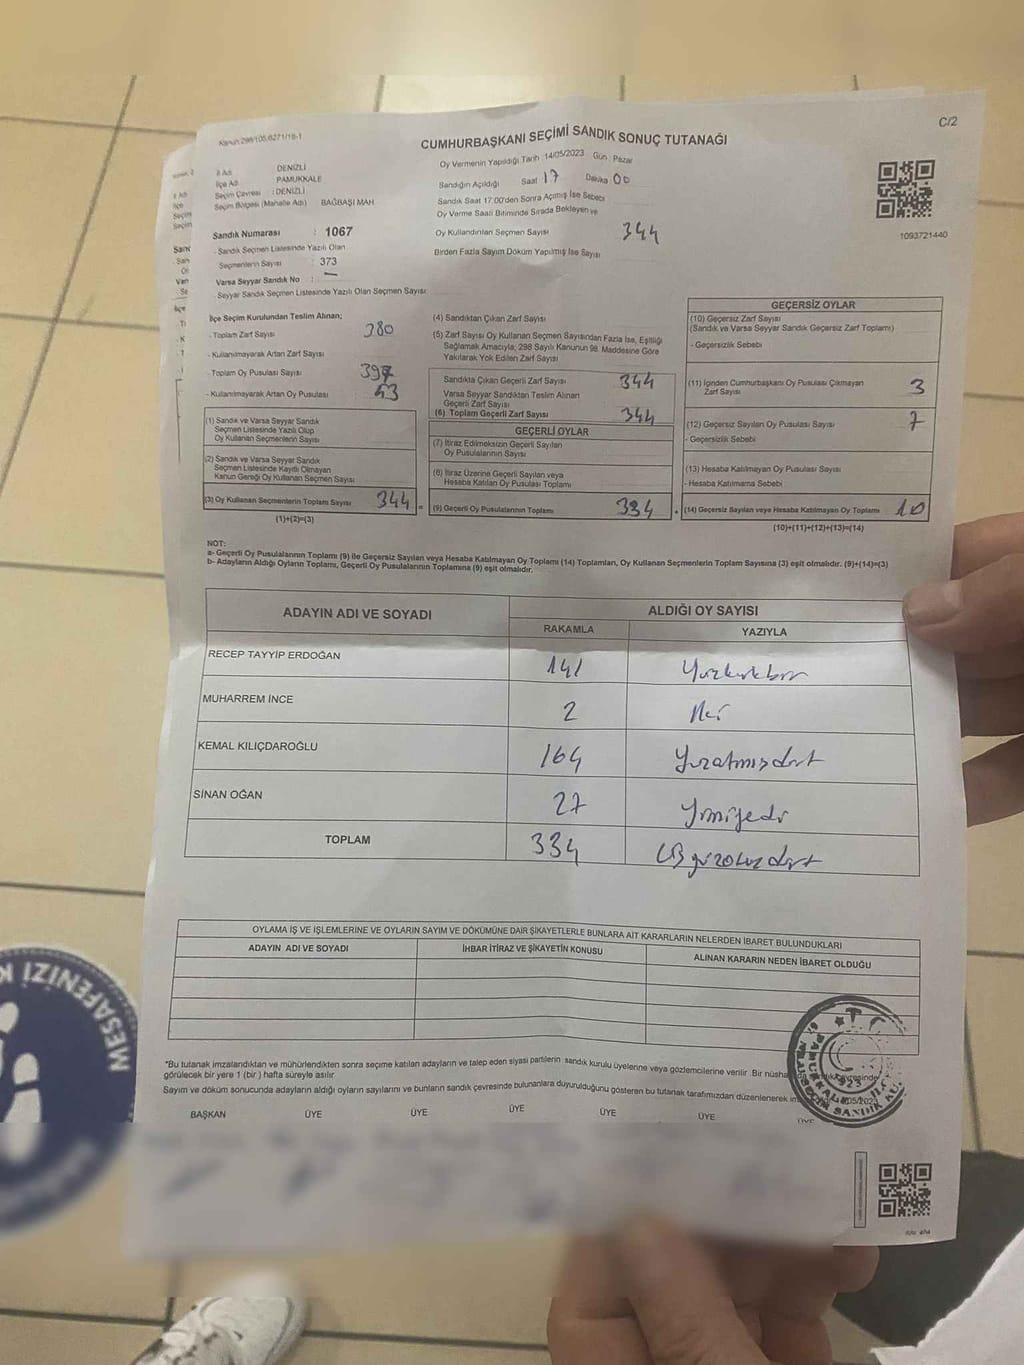 Kanun:298/105,6271/18-1
CUMHURBAŞKANI SEÇİMİ SANDIK SONUÇ TUTANAĞI
C/2
İl Adı : DENİZLİ
İlçe Adı : PAMUKKALE
Seçim Çevresi : DENİZLİ
Seçim Bölgesi (Mahalle Adı) BAĞBAŞI MAH.
Sandık Numarası : 1067
- Sandık Seçmen Listesinde Yazılı Olan
Seçmenlerin Sayısı : 373
Varsa Seyyar Sandık No : —
- Seyyar Sandık Seçmen Listesinde Yazılı Olan Seçmen Sayısı:
Oy Vermenin Yapıldığı Tarih 14/05/2023 Gün Pazar
Sandığın Açıldığı Saat 17 Dakika 00
Sandık Saat 17:00'den Sonra Açılmış İse Sebebi
Oy Verme Saati Bitiminde Sırada Bekleyen ve
Oy Kullandırılan Seçmen Sayısı 344
Birden Fazla Sayım Döküm Yapılmış İse Sayısı
1093721440
İlçe Seçim Kurulundan Teslim Alınan;
- Toplam Zarf Sayısı 380
- Kullanılmayarak Artan Zarf Sayısı
- Toplam Oy Pusulası Sayısı 397
- Kullanılmayarak Artan Oy Pusulası : 53
(1) Sandık ve Varsa Seyyar Sandık
Seçmen Listesinde Yazılı Olup
Oy Kullanan Seçmenlerin Sayısı
(2) Sandık ve Varsa Seyyar Sandık
Seçmen Listesinde Kayıtlı Olmayan
Kanun Gereği Oy Kullanan Seçmen Sayısı
(3) Oy Kullanan Seçmenlerin Toplam Sayısı 344
(1)+(2)=(3)
(4) Sandıktan Çıkan Zarf Sayısı
(5) Zarf Sayısı Oy Kullanan Seçmen Sayısından Fazla İse, Eşitliği
Sağlamak Amacıyla; 298 Sayılı Kanunun 98. Maddesine Göre
Yakılarak Yok Edilen Zarf Sayısı
Sandıkta Çıkan Geçerli Zarf Sayısı 344
Varsa Seyyar Sandıktan Teslim Alınan
Geçerli Zarf Sayısı
(6) Toplam Geçerli Zarf Sayısı 344
GEÇERLİ OYLAR
(7) İtiraz Edilmeksizin Geçerli Sayılan
Oy Pusulalarının Sayısı
(8) İtiraz Üzerine Geçerli Sayılan veya
Hesaba Katılan Oy Pusulası Toplamı
(9) Geçerli Oy Pusulalarının Toplamı 334
GEÇERSİZ OYLAR
(10) Geçersiz Zarf Sayısı
(Sandık ve Varsa Seyyar Sandık Geçersiz Zarf Toplamı)
- Geçersizlik Sebebi
(11) İçinden Cumhurbaşkanı Oy Pusulası Çıkmayan
Zarf Sayısı 3
(12) Geçersiz Sayılan Oy Pusulası Sayısı 7
- Geçersizlik Sebebi
(13) Hesaba Katılmayan Oy Pusulası Sayısı
- Hesaba Katılmama Sebebi
(14) Geçersiz Sayılan veya Hesaba Katılmayan Oy Toplamı 10
(10)+(11)+(12)+(13)=(14)
NOT:
a- Geçerli Oy Pusulalarının Toplamı (9) ile Geçersiz Sayılan veya Hesaba Katılmayan Oy Toplamı (14) Toplamları, Oy Kullanan Seçmenlerin Toplam Sayısına (3) eşit olmalıdır. (9)+(14)=(3)
b- Adayların Aldığı Oyların Toplamı, Geçerli Oy Pusulalarının Toplamına (9) eşit olmalıdır.
ADAYIN ADI VE SOYADI ALDIĞI OY SAYISI
RAKAMLA YAZIYLA
RECEP TAYYİP ERDOĞAN 141 Yüzkırkbir
MUHARREM İNCE 2 İki
KEMAL KILIÇDAROĞLU 164 Yüzatmışdört
SİNAN OĞAN 27 Yirmiyedi
TOPLAM 334 Üçyüzotuzdört
OYLAMA İŞ VE İŞLEMLERİNE VE OYLARIN SAYIM VE DÖKÜMÜNE DAİR ŞİKAYETLERLE BUNLARA AİT KARARLARIN NELERDEN İBARET BULUNDUKLARI
ADAYIN ADI VE SOYADI İHBAR İTİRAZ VE ŞİKAYETİN KONUSU ALINAN KARARIN NEDEN İBARET OLDUĞU
*Bu tutanak imzalandıktan ve mühürlendikten sonra seçime katılan adayların ve talep eden siyasi partilerin sandık kurulu üyelerine veya gözlemcilerine verilir. Bir nüsha
görülecek bir yere 1 (bir) hafta süreyle asılır.
Sayım ve döküm sonucunda adayların aldığı oyların sayılarını ve bunların sandık çevresinde bulunanlara duyurulduğunu gösteren bu tutanak tarafımızdan düzenlenerek
BAŞKAN ÜYE ÜYE ÜYE ÜYE ÜYE ÜYE
MESAFENİZİ K